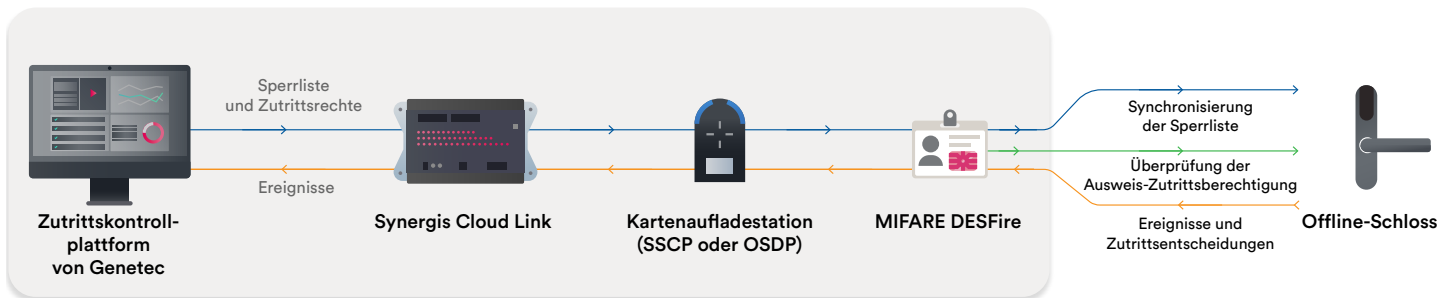 Sperrliste
und Zutrittsrechte
Ereignisse
Zutrittskontroll-
plattform
von Genetec
Synergis Cloud Link
Kartenaufladestation
(SSCP oder OSDP)
MIFARE DESFire
Synchronisierung
der Sperrliste
Überprüfung der
Ausweis-Zutrittsberechtigung
Ereignisse und
Zutrittsentscheidungen
Offline-Schloss